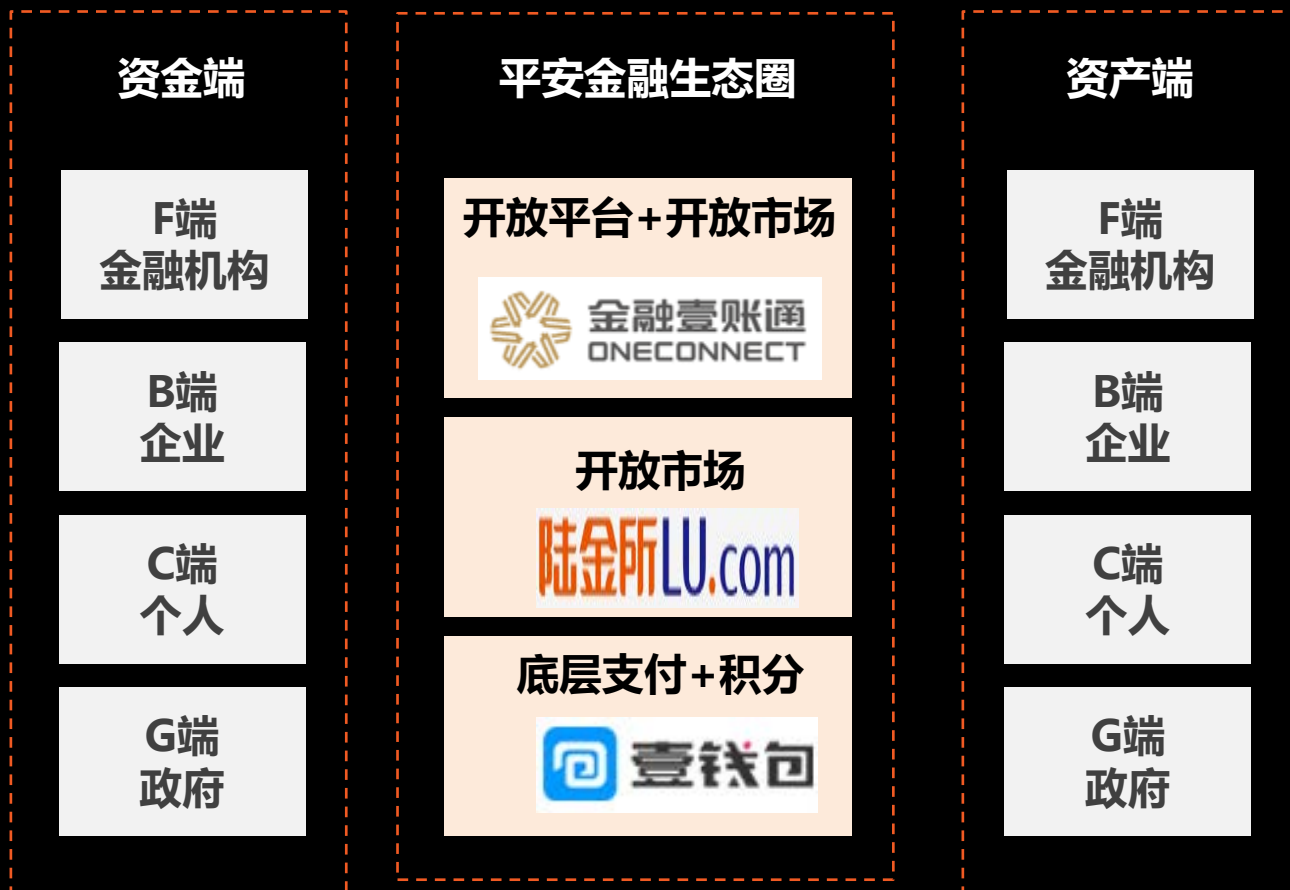 资金端
F端
金融机构
B端
企业
C端
个人
G端
政府
平安金融生态圈
开放平台+开放市场
金融壹账通
ONECONNECT
开放市场
陆金所LU.com
底层支付+积分
壹钱包
资产端
F端
金融机构
B端
企业
C端
个人
G端
政府